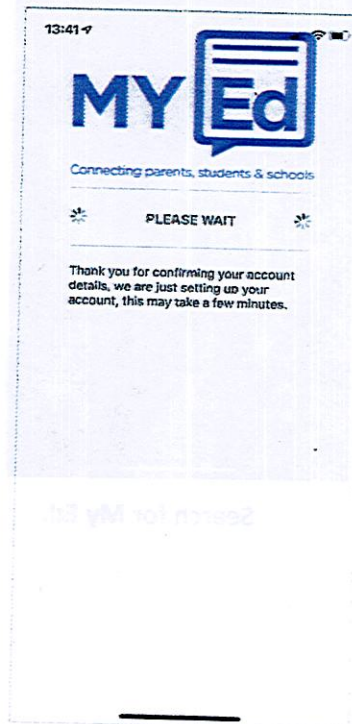 13:41
MY Ed
Connecting parents, students & schools
PLEASE WAIT
Thank you for confirming your account
details, we are just setting up your
account, this may take a few minutes.
Search for My Ed